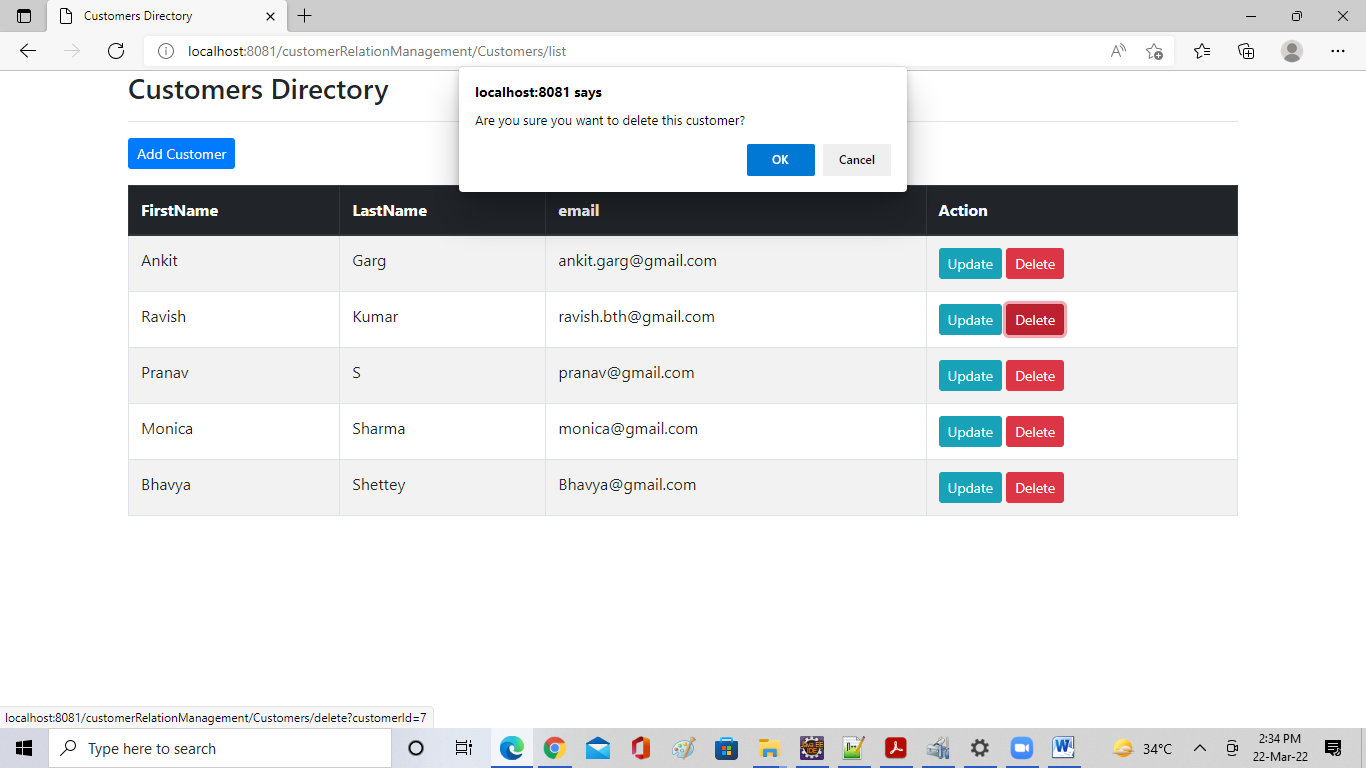 Customers Directory
localhost:8081/customerRelationManagement/Customers/list
Customers Directory
localhost:8081 says
Are you sure you want to delete this customer?
OK Cancel
Add Customer
FirstName LastName email Action
Ankit Garg ankit.garg@gmail.com Update Delete
Ravish Kumar ravish.bth@gmail.com Update Delete
Pranav S pranav@gmail.com Update Delete
Monica Sharma monica@gmail.com Update Delete
Bhavya Shettey Bhavya@gmail.com Update Delete
localhost:8081/customerRelationManagement/Customers/delete?customerId=7
Type here to search
34°C
2:34 PM
22-Mar-22